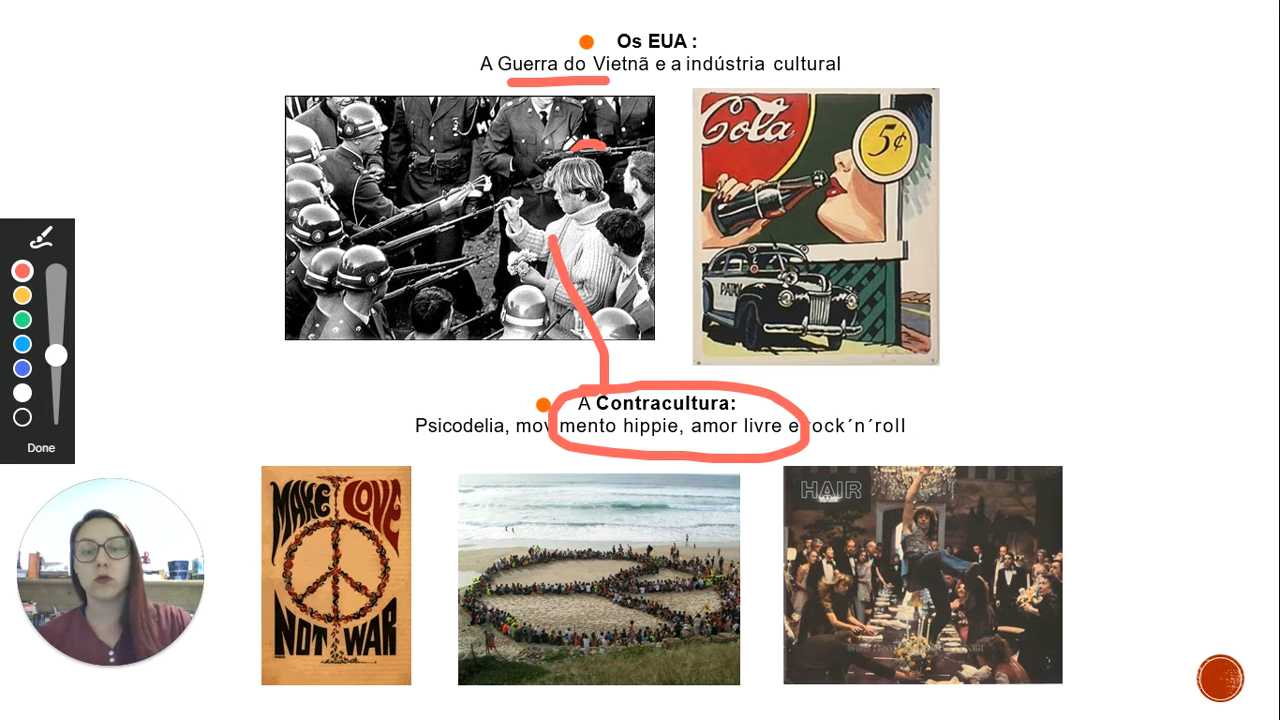 Os EUA :
A Guerra do Vietnã e a indústria cultural
Cola
5¢
A Contracultura:
Psicodelia, movimento hippie, amor livre e rock´n´roll
MAKE LOVE
NOT WAR
HAIR
Done